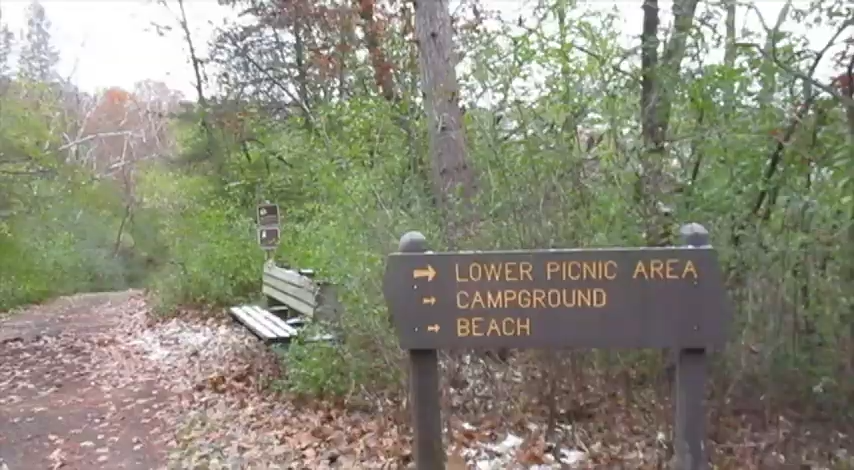 → LOWER PICNIC AREA
→ CAMPGROUND
→ BEACH